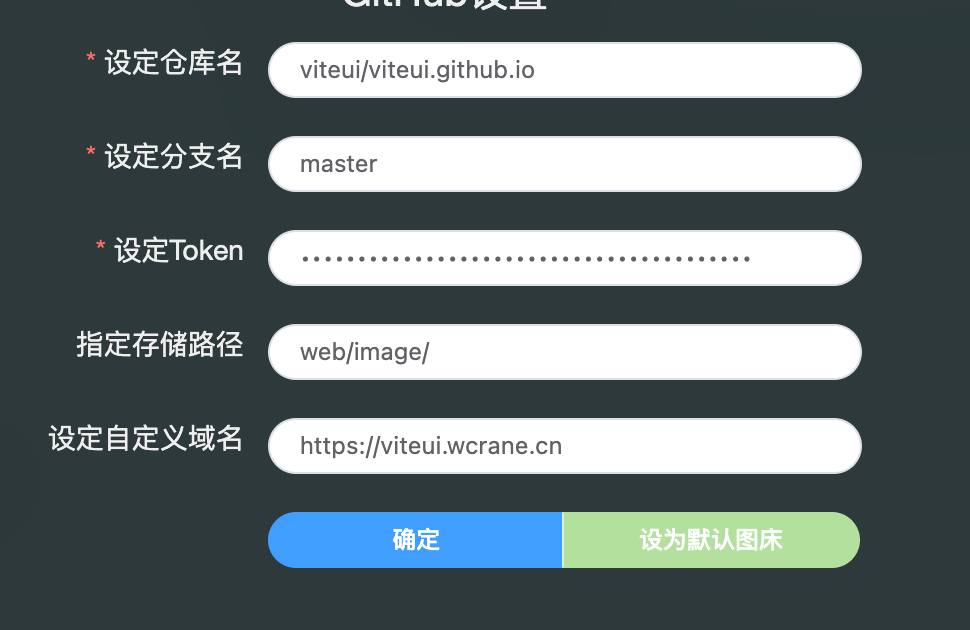 GitHub设置
* 设定仓库名
viteui/viteui.github.io
* 设定分支名
master
* 设定Token
•••••••••••••••••••••••••••••••••••••••
指定存储路径
web/image/
设定自定义域名
https://viteui.wcrane.cn
确定
设为默认图床